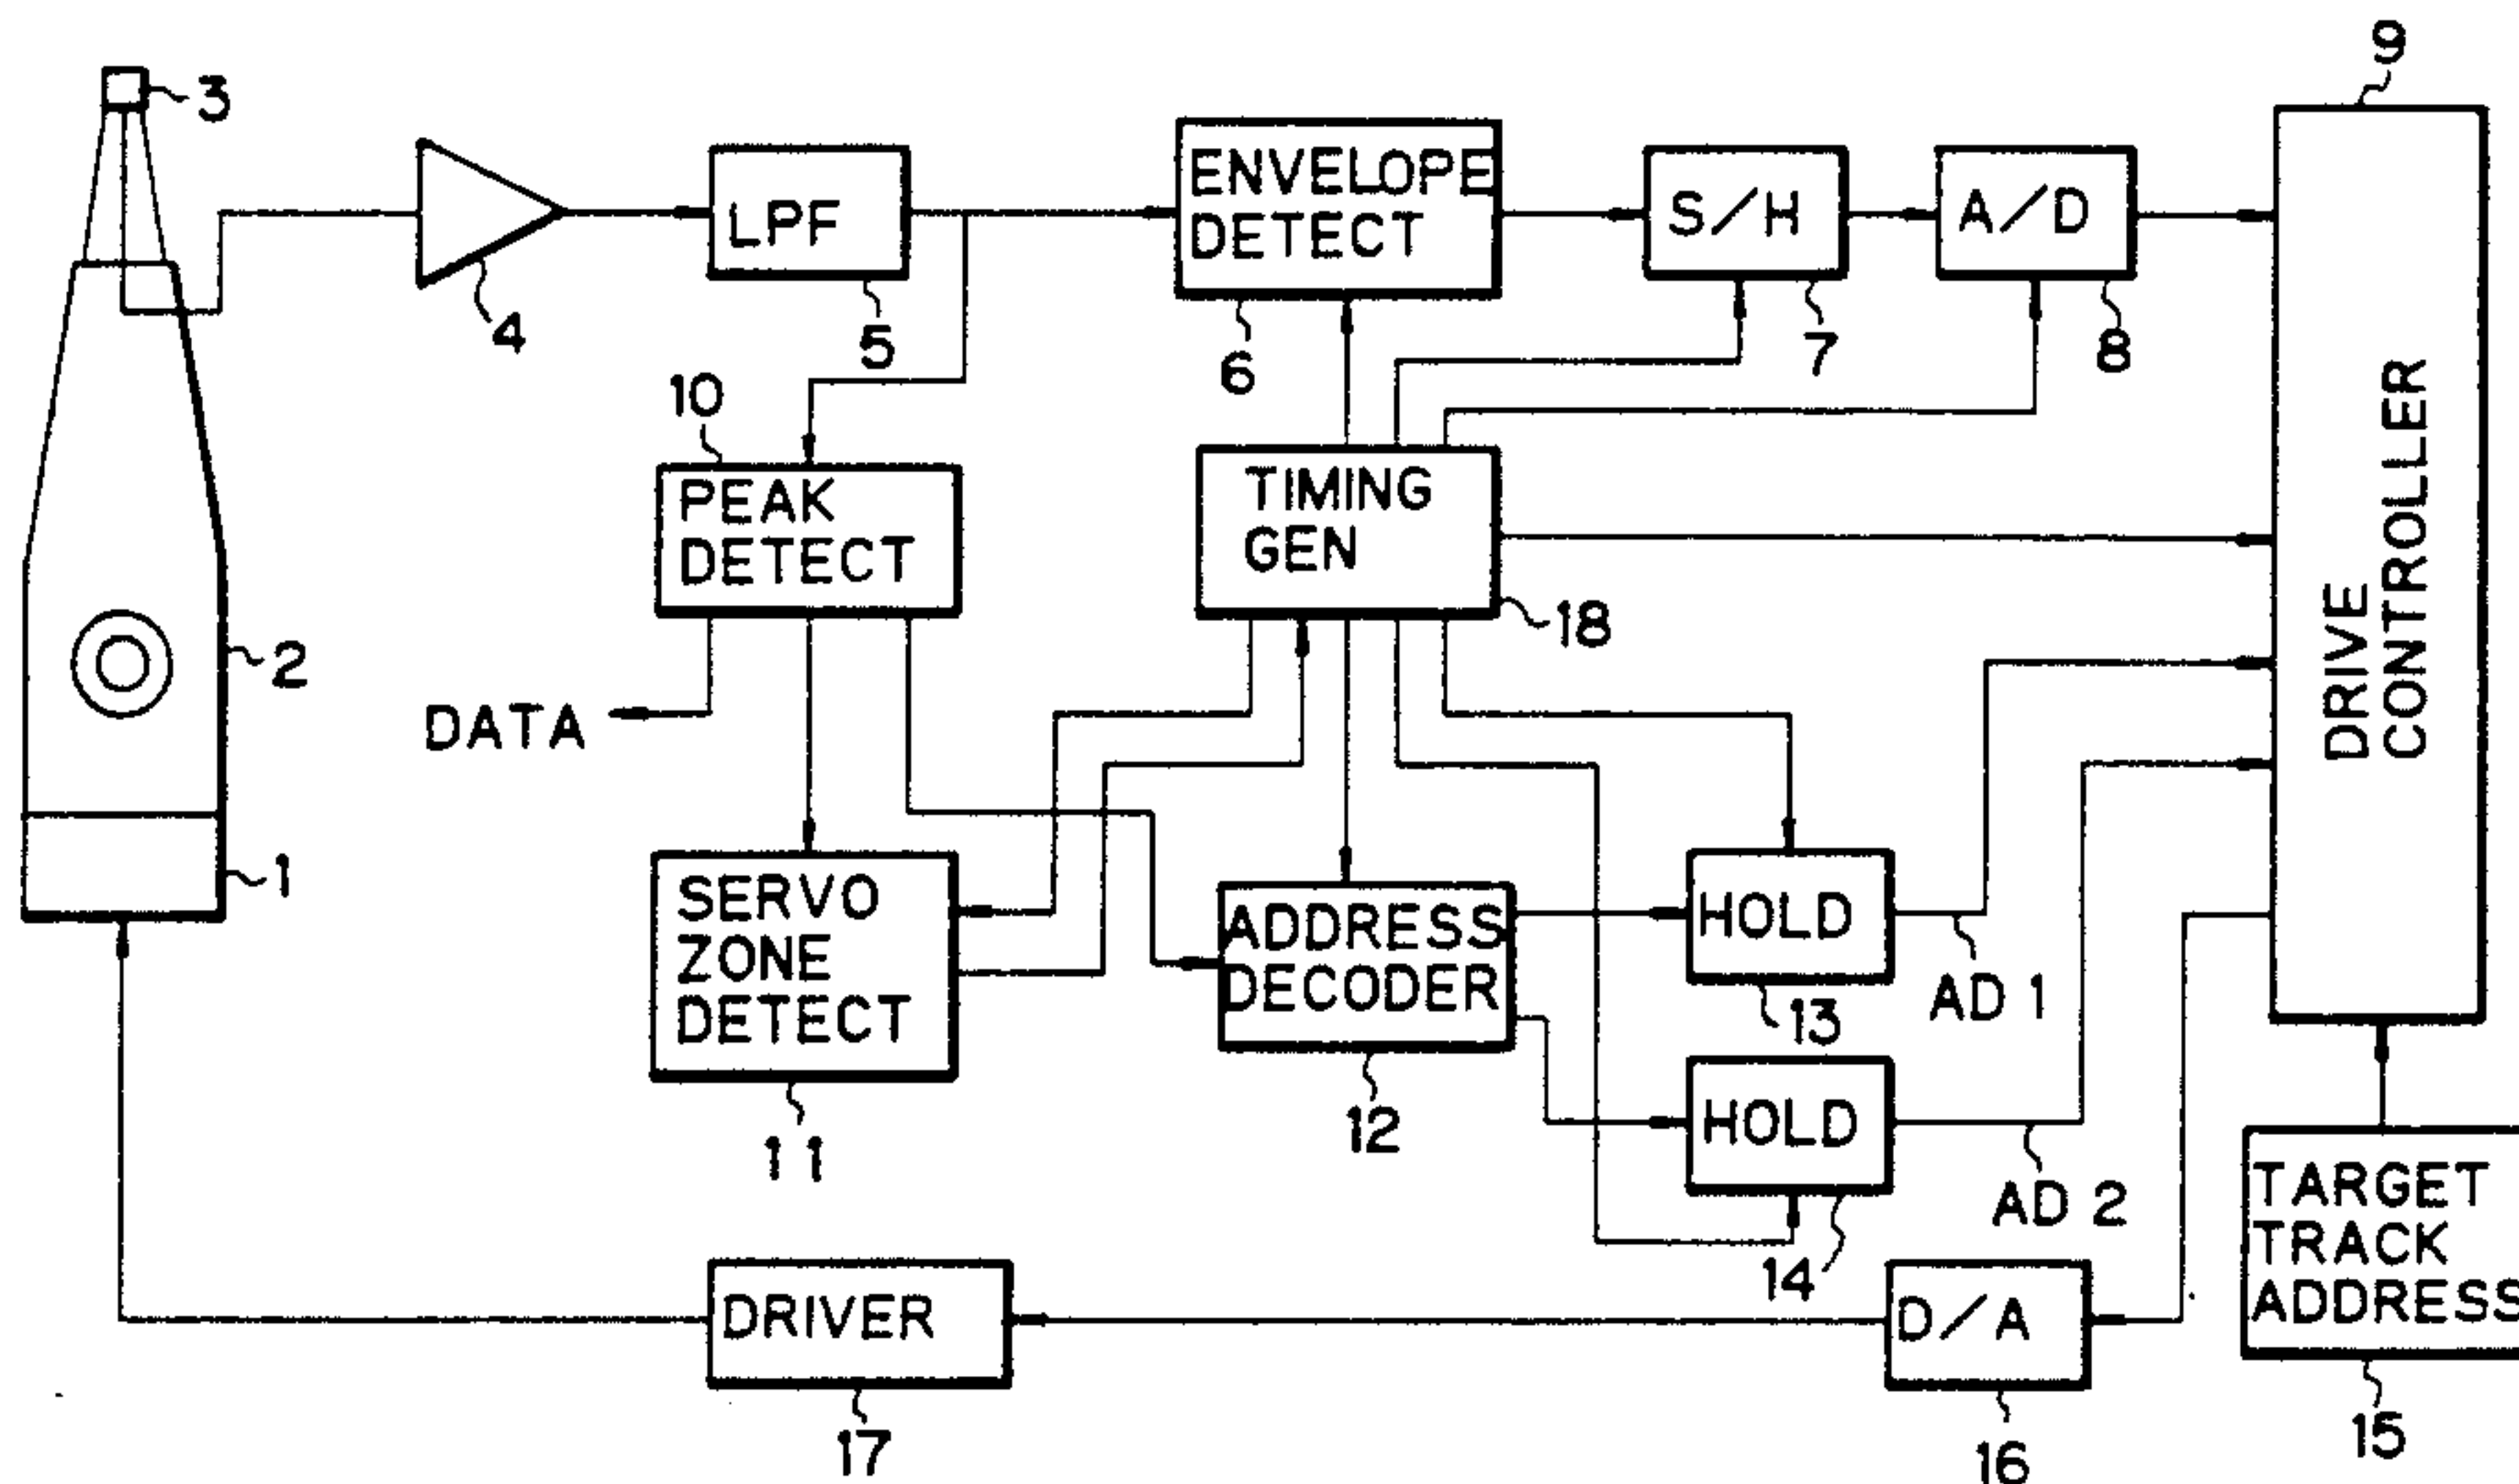 9
3
ENVELOPE
DETECT
S/H
A/D
LPF
4
5
6
7
8
10
PEAK
DETECT
TIMING
GEN
DRIVE
CONTROLLER
18
2
DATA
1
SERVO
ZONE
DETECT
ADDRESS
DECODER
HOLD
AD 1
13
11
12
HOLD
AD 2
14
TARGET
TRACK
ADDRESS
DRIVER
D/A
17
16
15